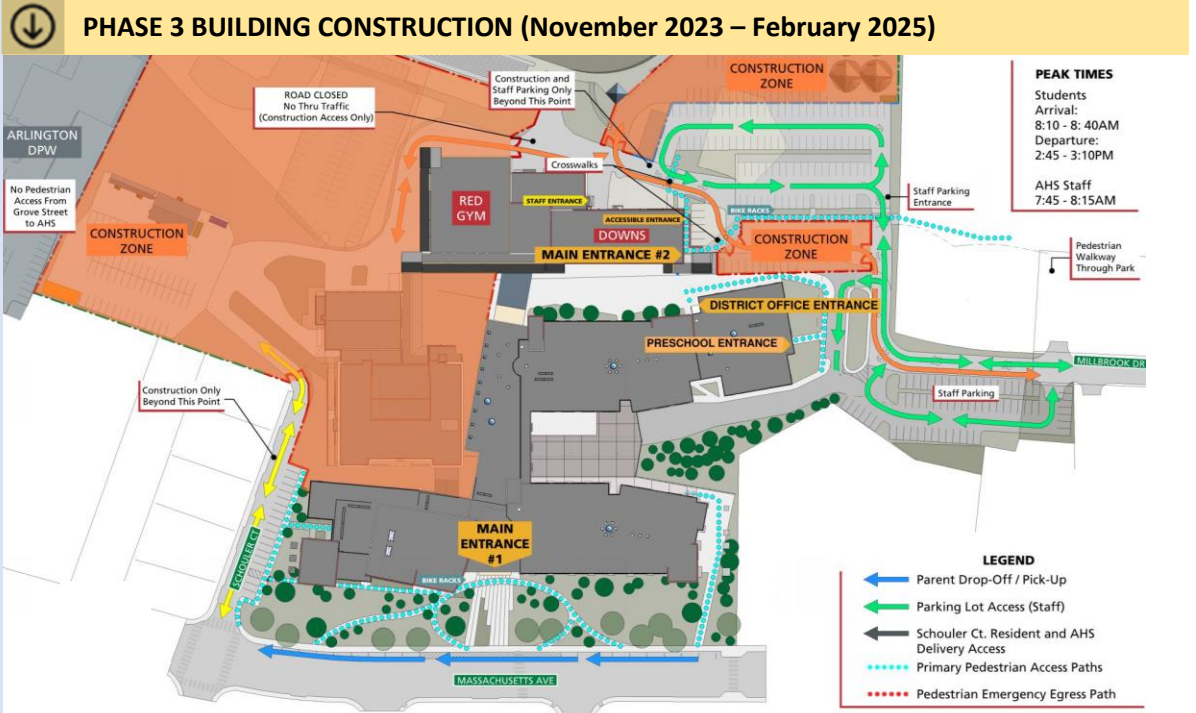 PHASE 3 BUILDING CONSTRUCTION (November 2023 – February 2025)
ARLINGTON
DPW
No Pedestrian
Access From
Grove Street
to AHS
CONSTRUCTION
ZONE
ROAD CLOSED
No Thru Traffic
(Construction Access Only)
Construction and
Staff Parking Only
Beyond This Point
Crosswalks
CONSTRUCTION
ZONE
PEAK TIMES
Students
Arrival:
8:10 - 8: 40AM
Departure:
2:45 - 3:10PM
AHS Staff
7:45 - 8:15AM
RED
GYM
STAFF ENTRANCE
ACCESSIBLE ENTRANCE
DOWNS
MAIN ENTRANCE #2
BIKE RACKS
CONSTRUCTION
ZONE
Staff Parking
Entrance
Pedestrian
Walkway
Through Park
DISTRICT OFFICE ENTRANCE
PRESCHOOL ENTRANCE
MILLBROOK DR
Staff Parking
Construction Only
Beyond This Point
SCHOULER CT
MAIN
ENTRANCE
#1
BIKE RACKS
MASSACHUSETTS AVE
LEGEND
Parent Drop-Off / Pick-Up
Parking Lot Access (Staff)
Schouler Ct. Resident and AHS
Delivery Access
Primary Pedestrian Access Paths
Pedestrian Emergency Egress Path